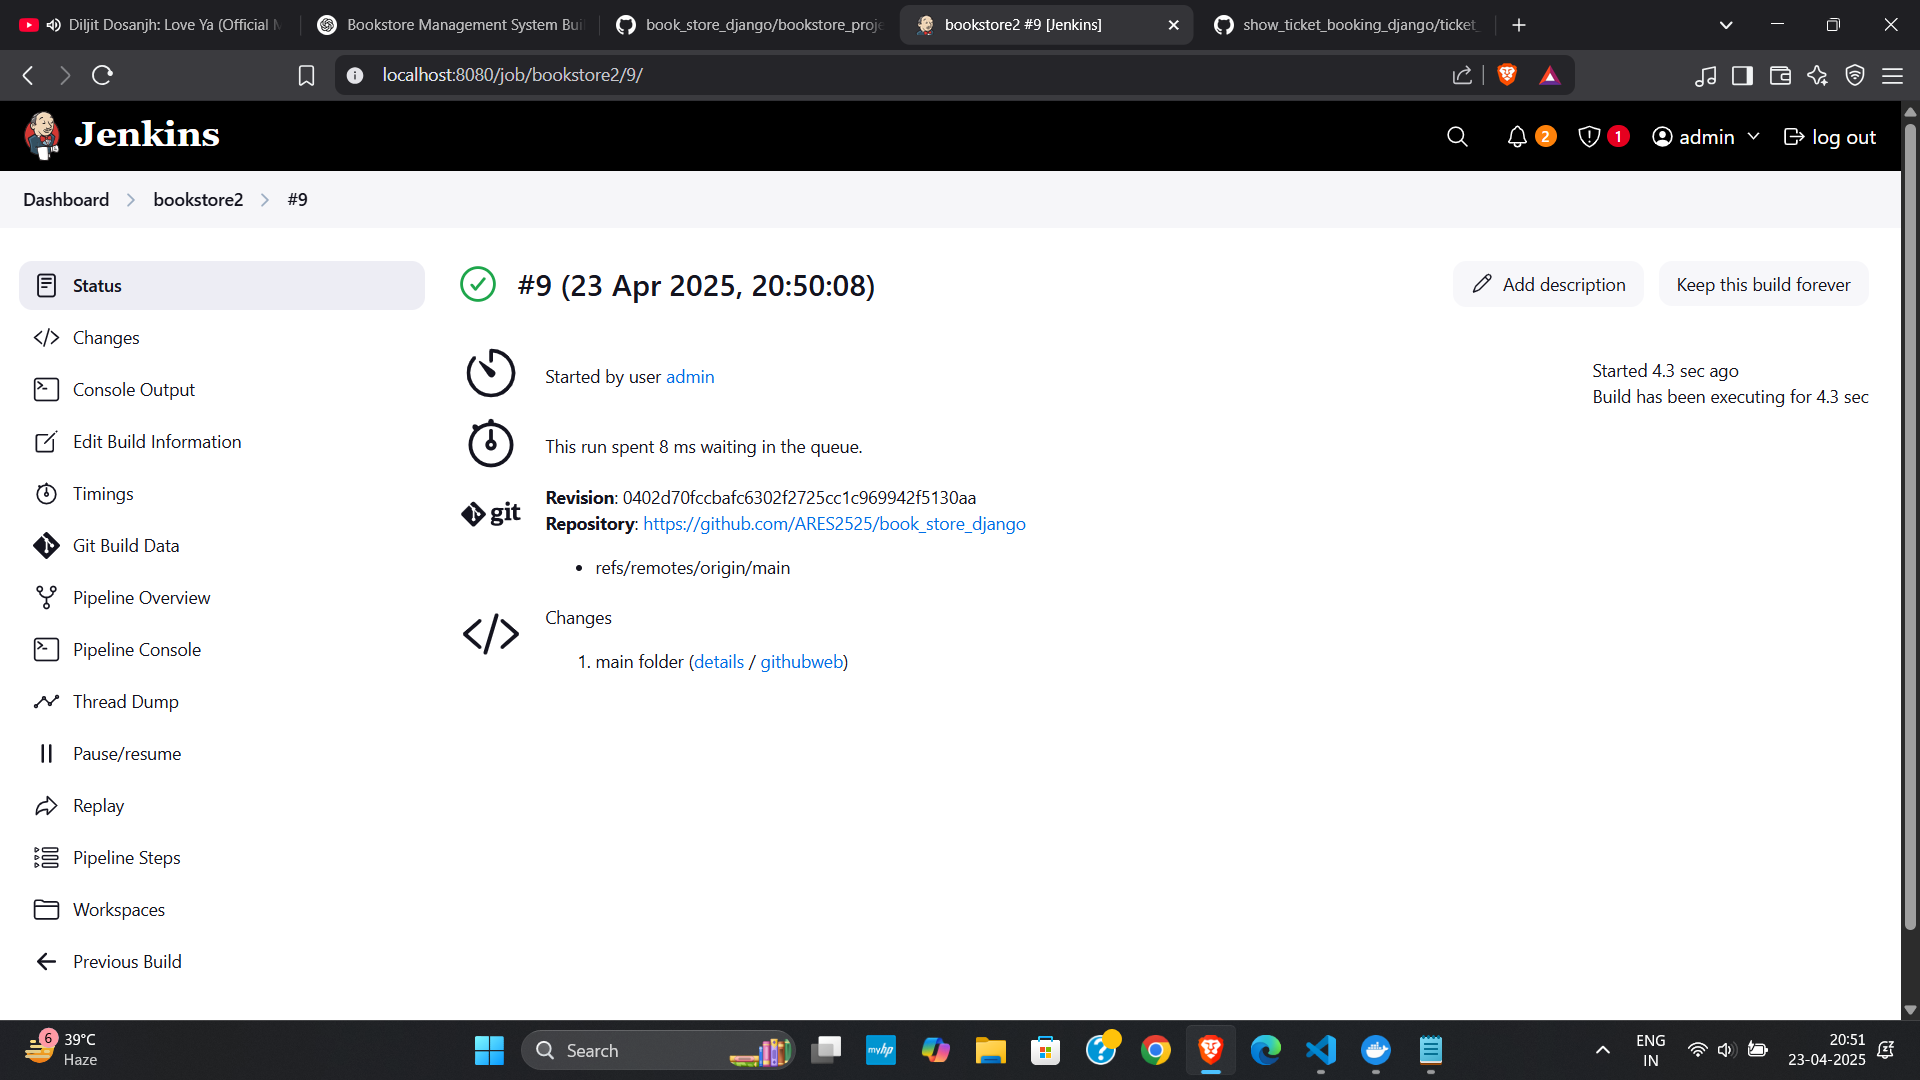 Diljit Dosanjh: Love Ya (Official M
Bookstore Management System Bui
book_store_django/bookstore_proje
bookstore2 #9 [Jenkins]
show_ticket_booking_django/ticket_
localhost:8080/job/bookstore2/9/
Jenkins
2
1
admin
log out
Dashboard
bookstore2
#9
Status
Changes
Console Output
Edit Build Information
Timings
Git Build Data
Pipeline Overview
Pipeline Console
Thread Dump
Pause/resume
Replay
Pipeline Steps
Workspaces
Previous Build
#9 (23 Apr 2025, 20:50:08)
Add description
Keep this build forever
Started by user admin
Started 4.3 sec ago
Build has been executing for 4.3 sec
This run spent 8 ms waiting in the queue.
git
Revision: 0402d70fccbafc6302f2725cc1c969942f5130aa
Repository: https://github.com/ARES2525/book_store_django
• refs/remotes/origin/main
Changes
1. main folder (details / githubweb)
6
39°C
Haze
Search
myhp
ENG
IN
20:51
23-04-2025